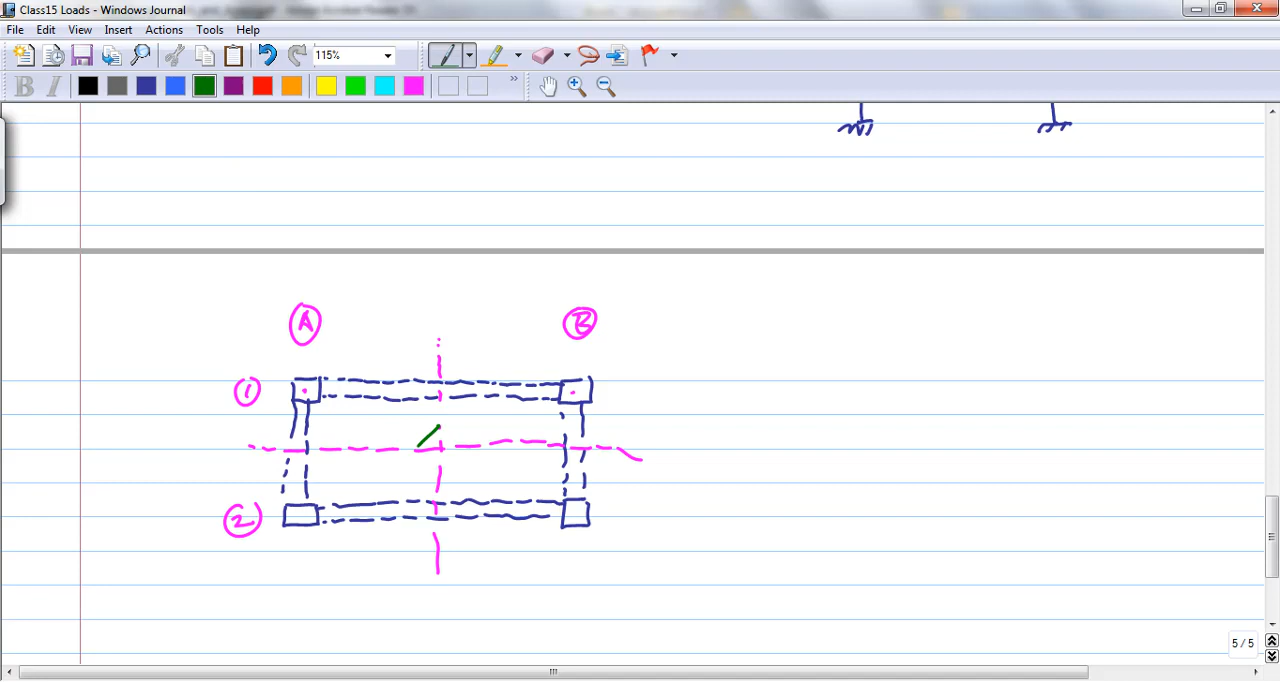 Class15 Loads - Windows Journal
File Edit View Insert Actions Tools Help
115%
B I
»
A B
1
2
5 / 5